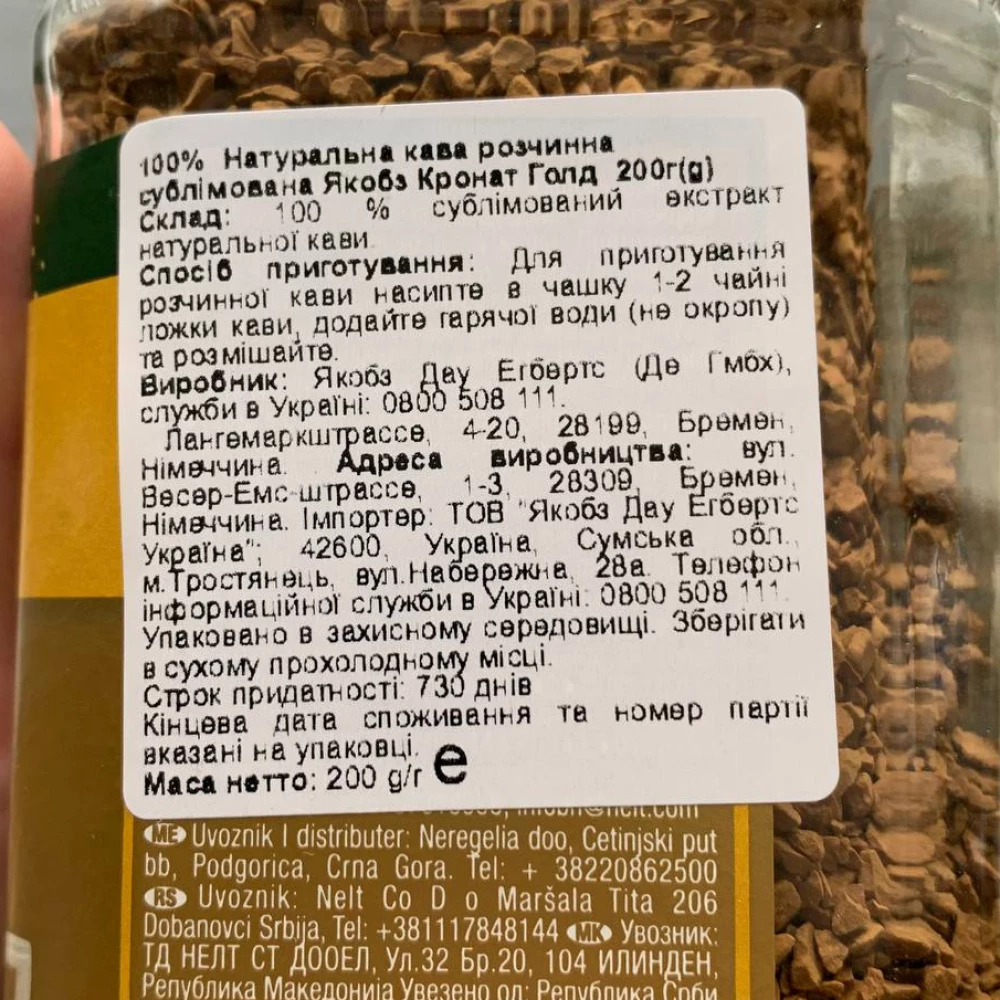 100% Натуральна кава розчинна
сублімована Якобз Кронат Голд 200г(g)
Склад: 100 % сублімований екстракт
натуральної кави.
Спосіб приготування: Для приготування
розчинної кави насипте в чашку 1-2 чайні
ложки кави, додайте гарячої води (не окропу)
та розмішайте.
Виробник: Якобз Дау Егбертс (Де Гмбх),
служби в Україні: 0800 508 111.
Лангемаркштрассе, 4-20, 28199, Бремен,
Німеччина. Адреса виробництва: вул.
Весер-Емс-штрассе, 1-3, 28309, Бремен,
Німеччина. Імпортер: ТОВ "Якобз Дау Егбертс
Україна"; 42600, Україна, Сумська обл.,
м.Тростянець, вул.Набережна, 28а. Телефон
інформаційної служби в Україні: 0800 508 111.
Упаковано в захисному середовищі. Зберігати
в сухому прохолодному місці.
Строк придатності: 730 днів
Кінцева дата споживання та номер партії
вказані на упаковці.
Маса нетто: 200 g/г e
ME Uvoznik I distributer: Neregelia doo, Cetinjski put
bb, Podgorica, Crna Gora. Tel: + 38220862500
RS Uvoznik: Nelt Co D o Maršala Tita 206
Dobanovci Srbija, Tel: +381117848144 MK Увозник:
ТД НЕЛТ СТ ДООЕЛ, Ул.32 Бр.20, 104 ИЛИНДЕН,
Република Македонија Увезено од: Република Срби